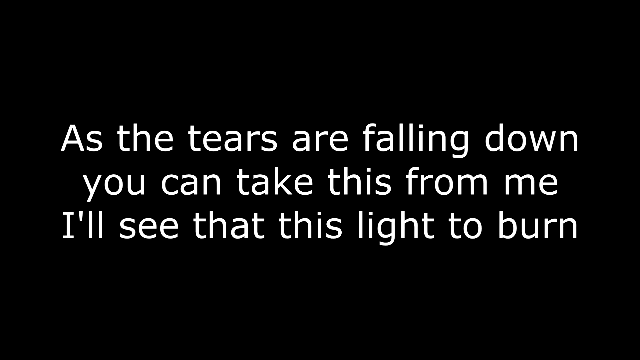 As the tears are falling down
you can take this from me
I'll see that this light to burn